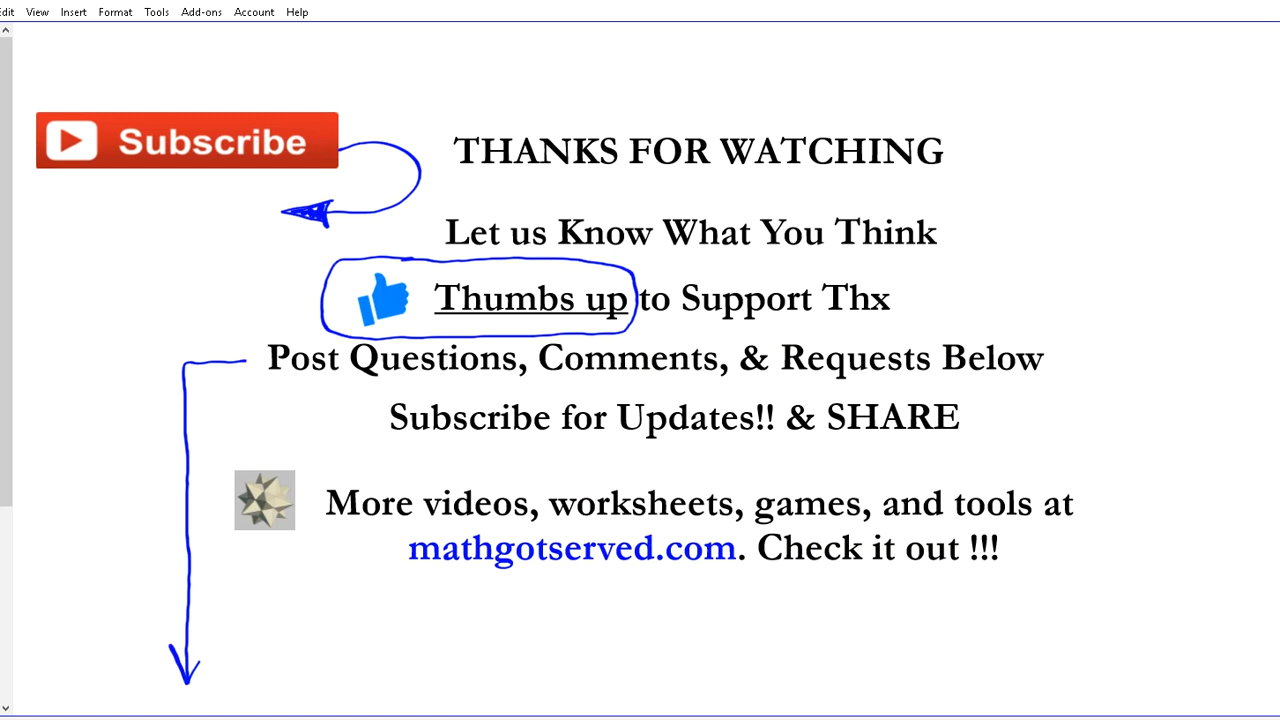 Edit View Insert Format Tools Add-ons Account Help
Subscribe
THANKS FOR WATCHING
Let us Know What You Think
Thumbs up to Support Thx
Post Questions, Comments, & Requests Below
Subscribe for Updates!! & SHARE
More videos, worksheets, games, and tools at
mathgotserved.com. Check it out !!!